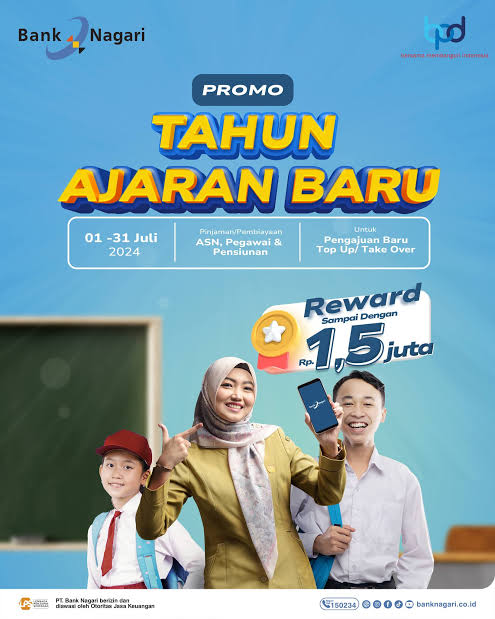 Bank Nagari
bpd
PROMO
TAHUN
AJARAN BARU
01 -31 Juli
2024
Pinjaman/Pembiayaan
ASN, Pegawai &
Pensiunan
Untuk
Pengajuan Baru
Top Up/ Take Over
Reward
Sampai Dengan
Rp. 1,5 juta
LPS
PT. Bank Nagari berizin dan
diawasi oleh Otoritas Jasa Keuangan
150234
banknagari.co.id